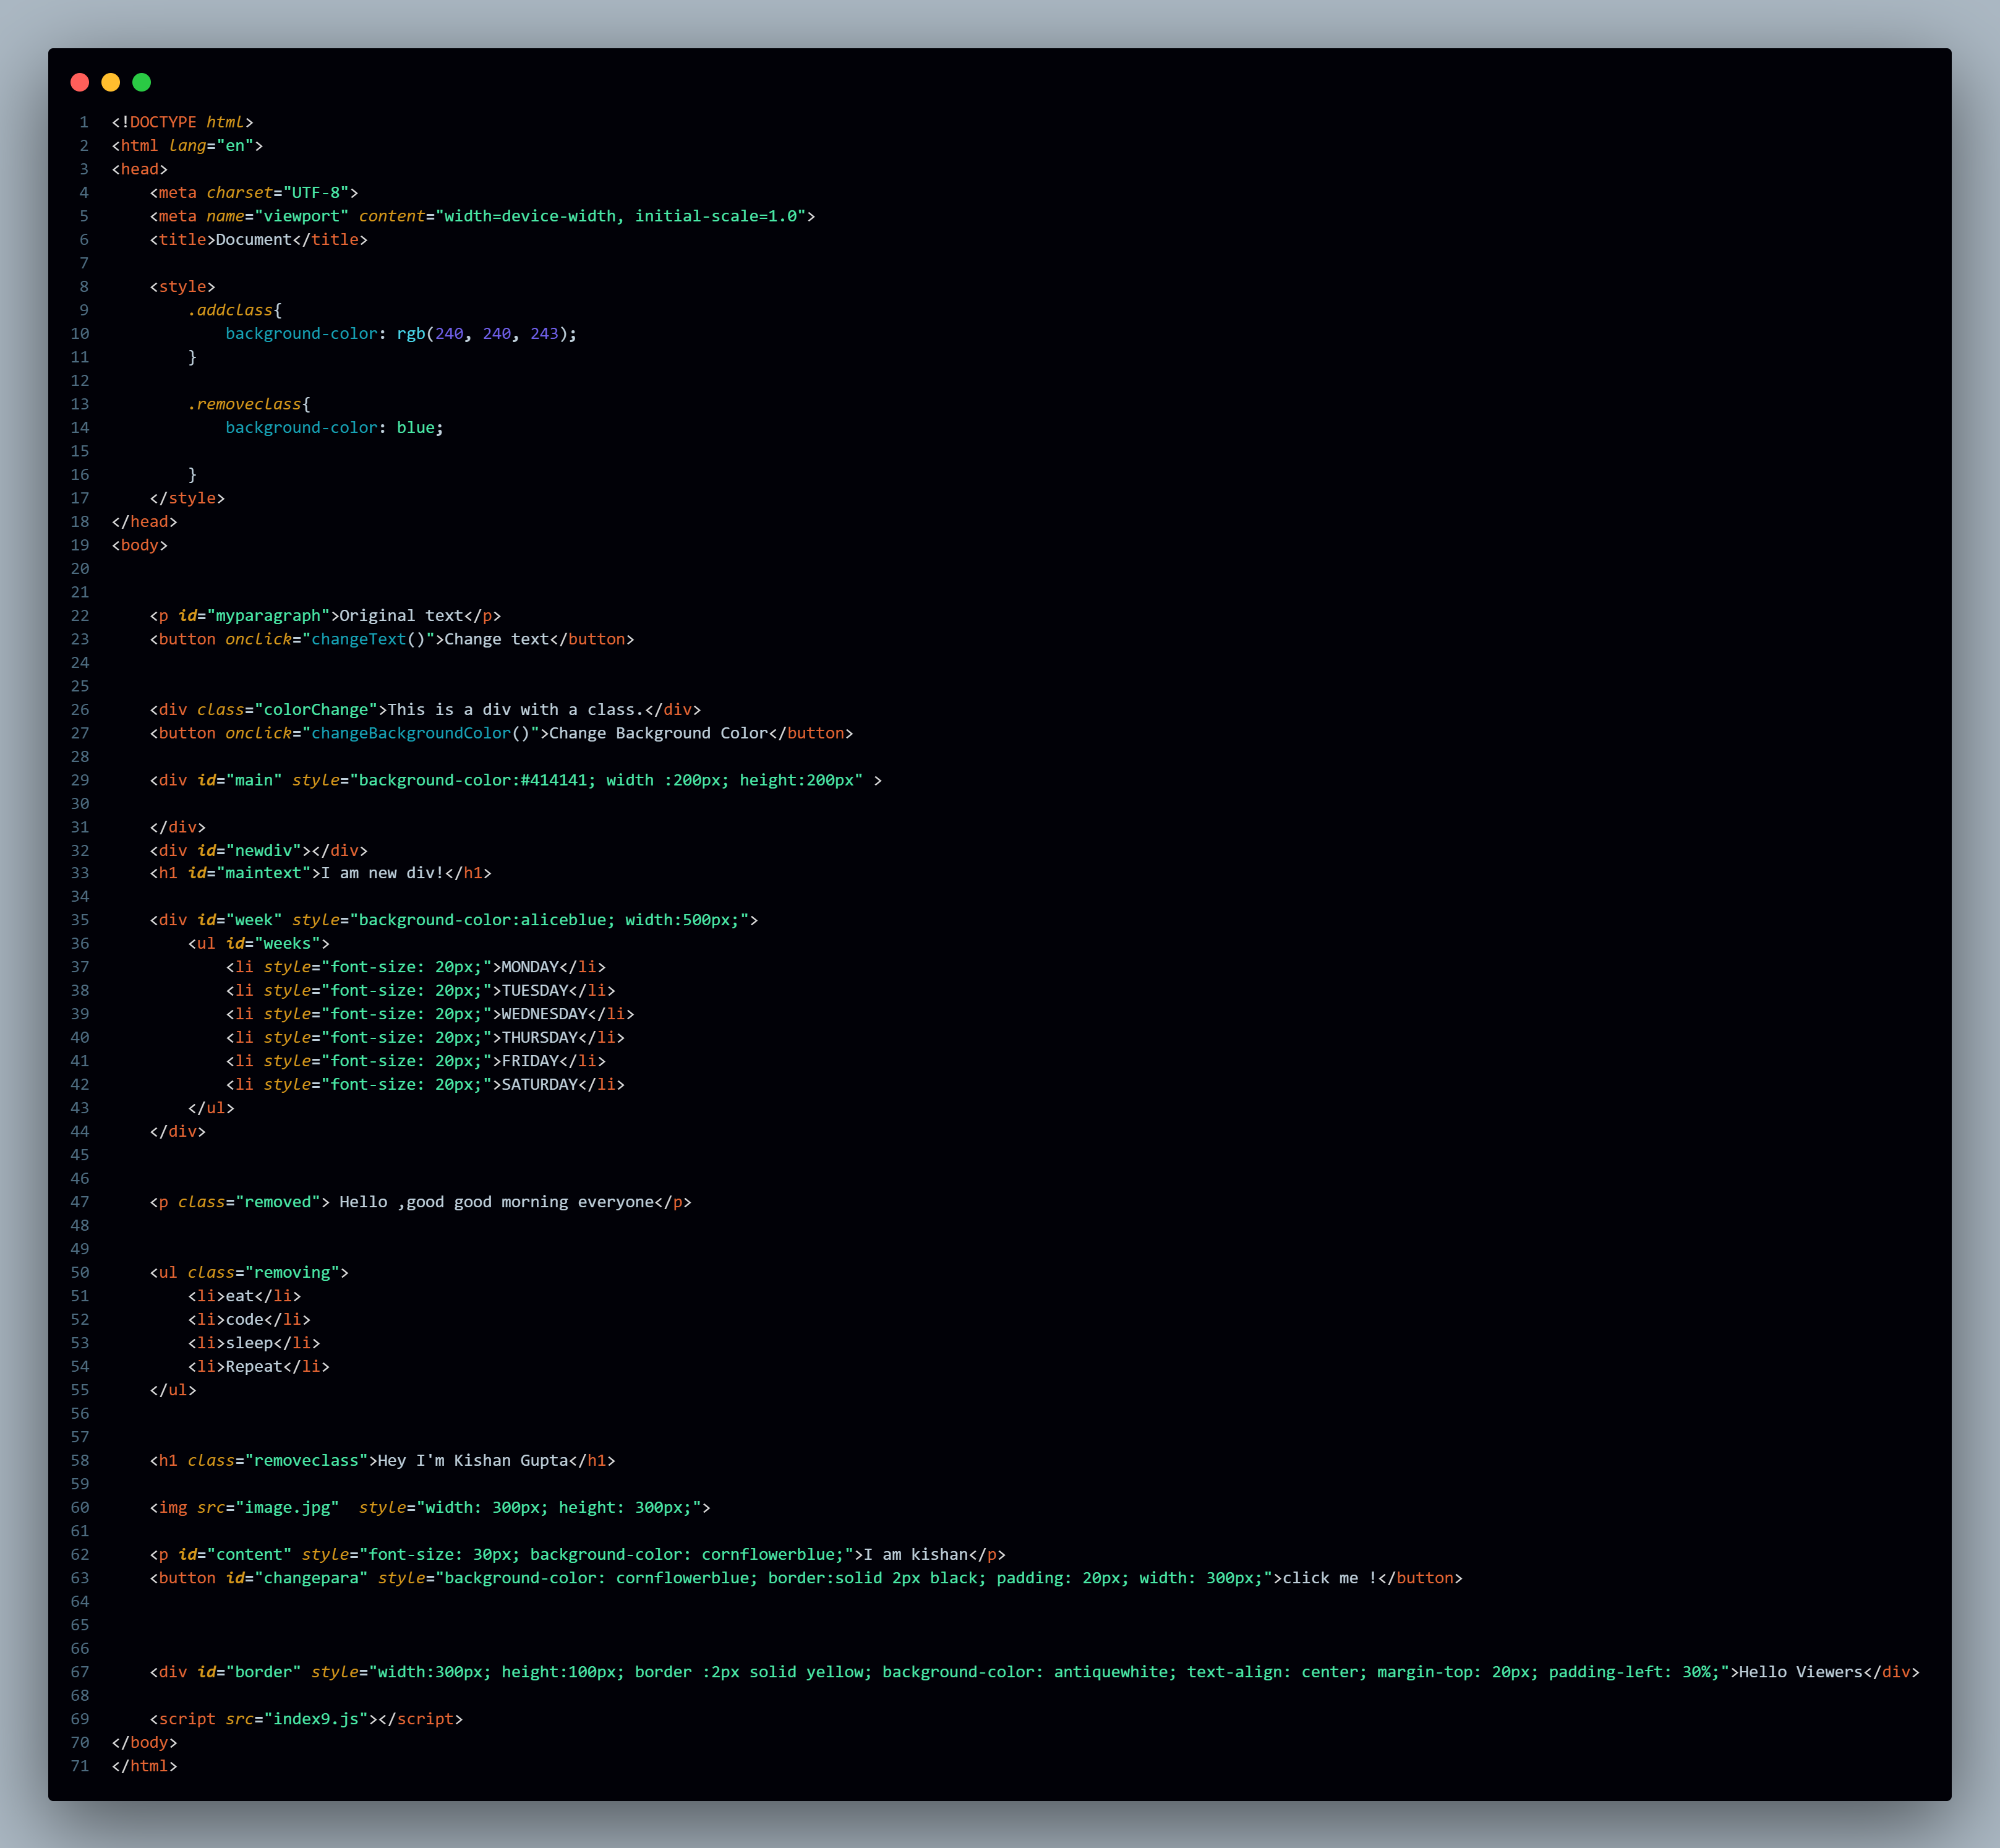 1 <!DOCTYPE html>
2 <html lang="en">
3 <head>
4     <meta charset="UTF-8">
5     <meta name="viewport" content="width=device-width, initial-scale=1.0">
6     <title>Document</title>
7
8     <style>
9         .addclass{
10             background-color: rgb(240, 240, 243);
11         }
12
13         .removeclass{
14             background-color: blue;
15
16         }
17     </style>
18 </head>
19 <body>
20
21
22     <p id="myparagraph">Original text</p>
23     <button onclick="changeText()">Change text</button>
24
25
26     <div class="colorChange">This is a div with a class.</div>
27     <button onclick="changeBackgroundColor()">Change Background Color</button>
28
29     <div id="main" style="background-color:#414141; width :200px; height:200px" >
30
31     </div>
32     <div id="newdiv"></div>
33     <h1 id="maintext">I am new div!</h1>
34
35     <div id="week" style="background-color:aliceblue; width:500px;">
36         <ul id="weeks">
37             <li style="font-size: 20px;">MONDAY</li>
38             <li style="font-size: 20px;">TUESDAY</li>
39             <li style="font-size: 20px;">WEDNESDAY</li>
40             <li style="font-size: 20px;">THURSDAY</li>
41             <li style="font-size: 20px;">FRIDAY</li>
42             <li style="font-size: 20px;">SATURDAY</li>
43         </ul>
44     </div>
45
46
47     <p class="removed"> Hello ,good good morning everyone</p>
48
49
50     <ul class="removing">
51         <li>eat</li>
52         <li>code</li>
53         <li>sleep</li>
54         <li>Repeat</li>
55     </ul>
56
57
58     <h1 class="removeclass">Hey I'm Kishan Gupta</h1>
59
60     <img src="image.jpg"  style="width: 300px; height: 300px;">
61
62     <p id="content" style="font-size: 30px; background-color: cornflowerblue;">I am kishan</p>
63     <button id="changepara" style="background-color: cornflowerblue; border:solid 2px black; padding: 20px; width: 300px;">click me !</button>
64
65
66
67     <div id="border" style="width:300px; height:100px; border :2px solid yellow; background-color: antiquewhite; text-align: center; margin-top: 20px; padding-left: 30%;">Hello Viewers</div>
68
69     <script src="index9.js"></script>
70 </body>
71 </html>